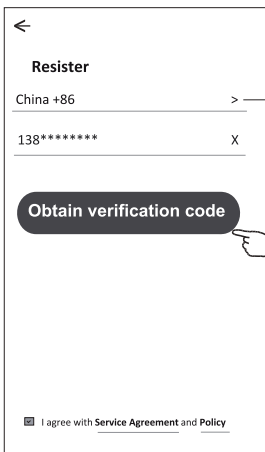 Resister
China +86 >
138******** X
Obtain verification code
I agree with Service Agreement and Policy